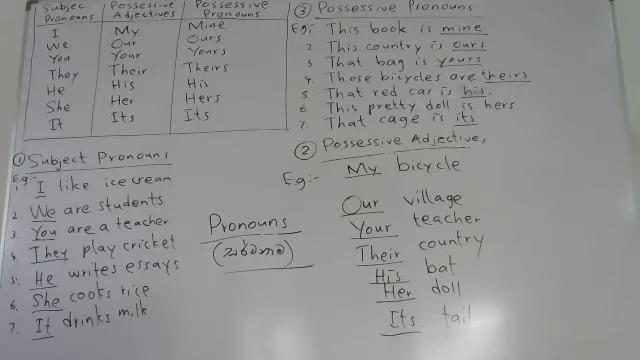 Subject Pronouns Possessive Adjectives Possessive Pronouns
I My Mine
We Our Ours
You Your Yours
They Their Theirs
He His His
She Her Hers
It Its Its
① Subject Pronouns
E.g:-
1. I like ice cream
2. We are students
3. You are a teacher
4. They play cricket
5. He writes essays
6. She cooks rice
7. It drinks milk
Pronouns
③ Possessive Pronouns
Eg; This book is mine
2 This country is ours
3 That bag is yours
4. Those bicycles are theirs
5. That red car is his.
6. This pretty doll is hers.
7. That cage is its
② Possessive Adjectives
Eg:- My bicycle
Our village
Your teacher
Their country
His bat
Her doll
Its tail